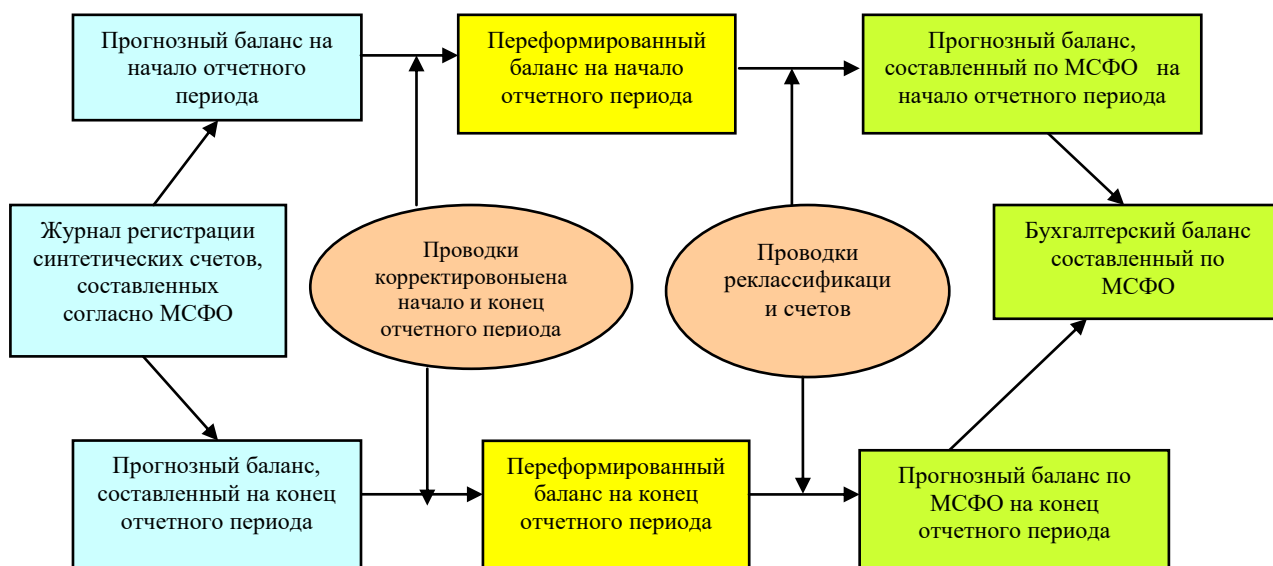 Прогнозный баланс на
начало отчетного
периода
Переформированный
баланс на начало
отчетного периода
Прогнозный баланс,
составленный по МСФО на
начало отчетного периода
Журнал регистрации
синтетических счетов,
составленных
согласно МСФО
Проводки
корректировоныена
начало и конец
отчетного периода
Проводки
реклассификаци
и счетов
Бухгалтерский баланс
составленный по
МСФО
Прогнозный баланс,
составленный на конец
отчетного периода
Переформированный
баланс на конец
отчетного периода
Прогнозный баланс по
МСФО на конец
отчетного периода